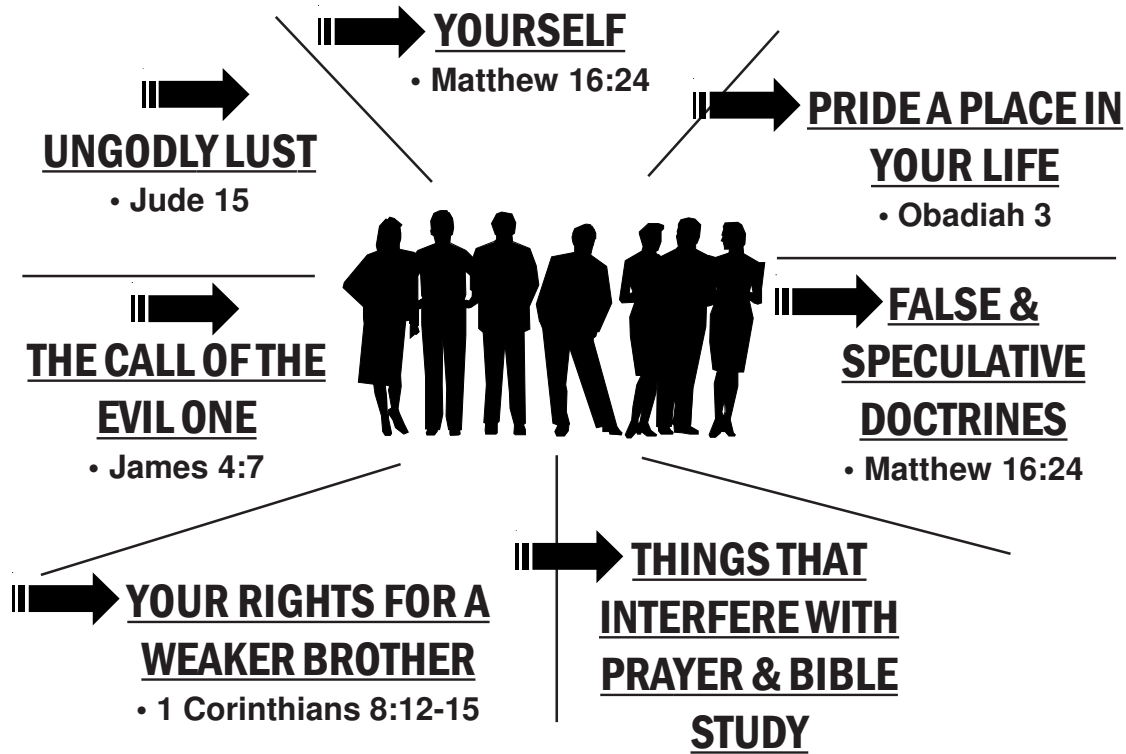 YOURSELF
• Matthew 16:24
UNGODLY LUST
• Jude 15
PRIDE A PLACE IN
YOUR LIFE
• Obadiah 3
THE CALL OF THE
EVIL ONE
• James 4:7
FALSE &
SPECULATIVE
DOCTRINES
• Matthew 16:24
YOUR RIGHTS FOR A
WEAKER BROTHER
• 1 Corinthians 8:12-15
THINGS THAT
INTERFERE WITH
PRAYER & BIBLE
STUDY